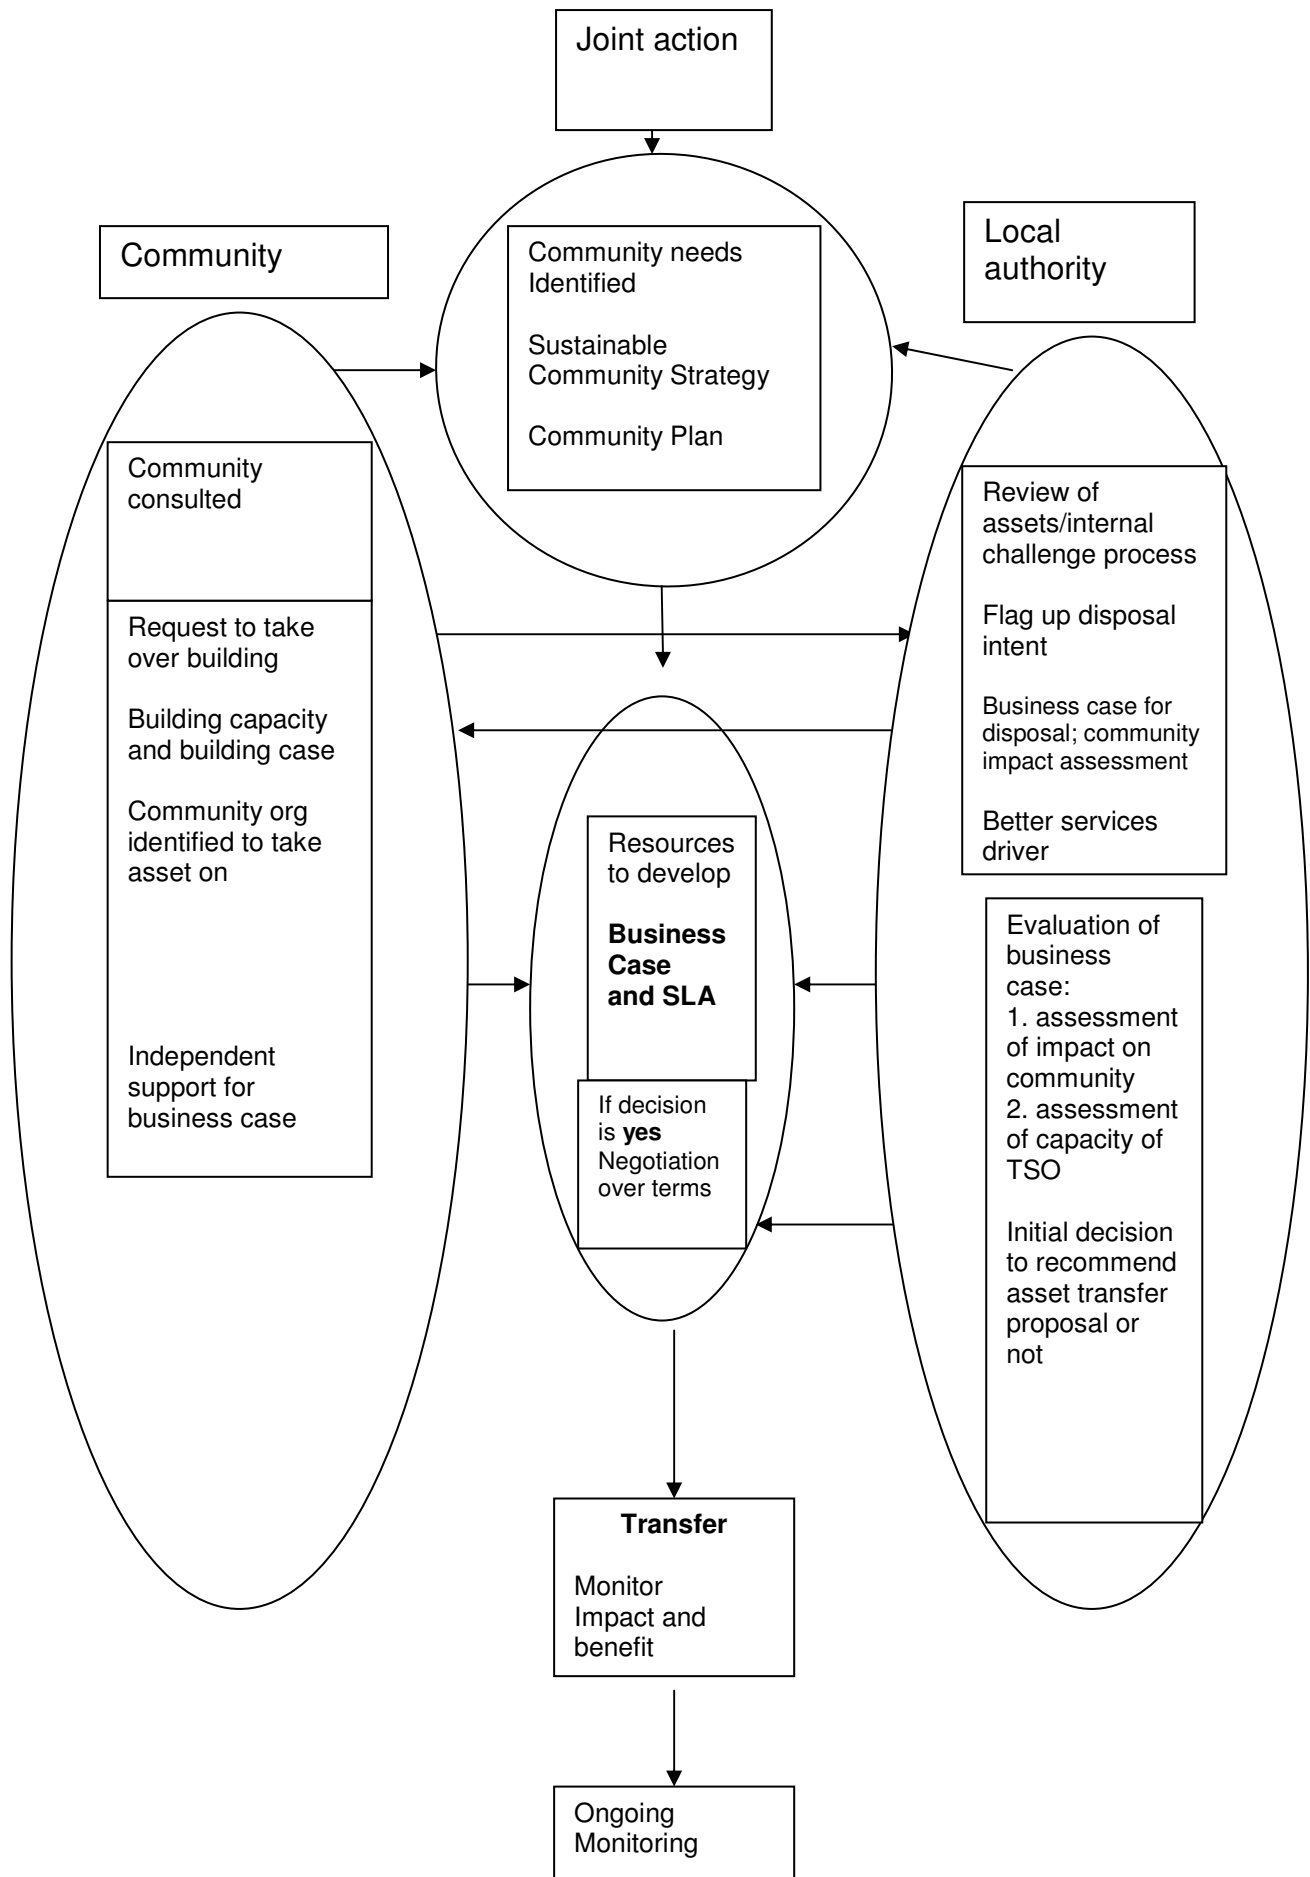 Joint action
Community
Local
authority
Community needs
Identified
Sustainable
Community Strategy
Community Plan
Community
consulted
Request to take
over building
Building capacity
and building case
Community org
identified to take
asset on
Independent
support for
business case
Review of
assets/internal
challenge process
Flag up disposal
intent
Business case for
disposal; community
impact assessment
Better services
driver
Resources
to develop
Business
Case
and SLA
If decision
is yes
Negotiation
over terms
Evaluation of
business
case:
1. assessment
of impact on
community
2. assessment
of capacity of
TSO
Initial decision
to recommend
asset transfer
proposal or
not
Transfer
Monitor
Impact and
benefit
Ongoing
Monitoring